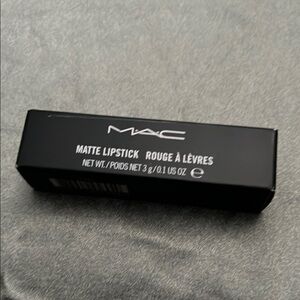 MAC
MATTE LIPSTICK ROUGE À LÈVRES
NET WT./POIDS NET 3 g/0.1 US OZ ℮